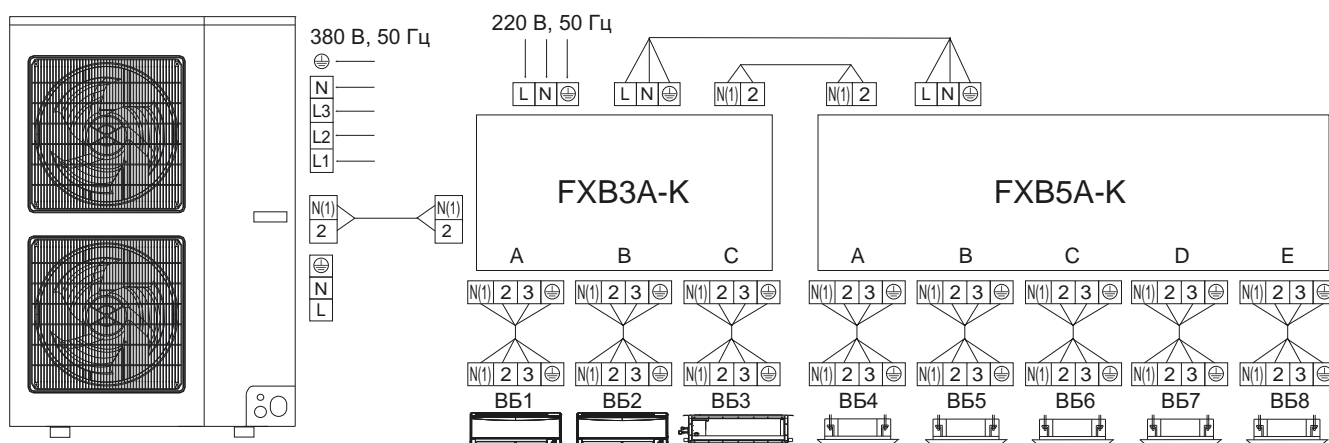 380 В, 50 Гц
220 В, 50 Гц
N
L3
L2
L1
N(1)
2
N
L
N(1)
2
L N
L N
N(1) 2
N(1) 2
L N
FXB3A-K
FXB5A-K
A B C
A B C D E
N(1) 2 3 N(1) 2 3 N(1) 2 3 N(1) 2 3 N(1) 2 3 N(1) 2 3 N(1) 2 3 N(1) 2 3
N(1) 2 3 N(1) 2 3 N(1) 2 3 N(1) 2 3 N(1) 2 3 N(1) 2 3 N(1) 2 3 N(1) 2 3
ВБ1 ВБ2 ВБ3 ВБ4 ВБ5 ВБ6 ВБ7 ВБ8